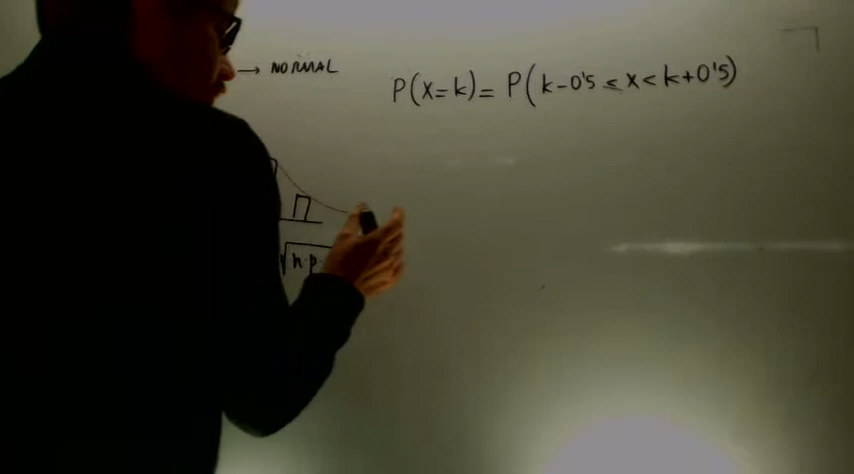 → NORMAL
P(x=k)= P(k-0'5 ≤ x < k+0'5)
√n·p·